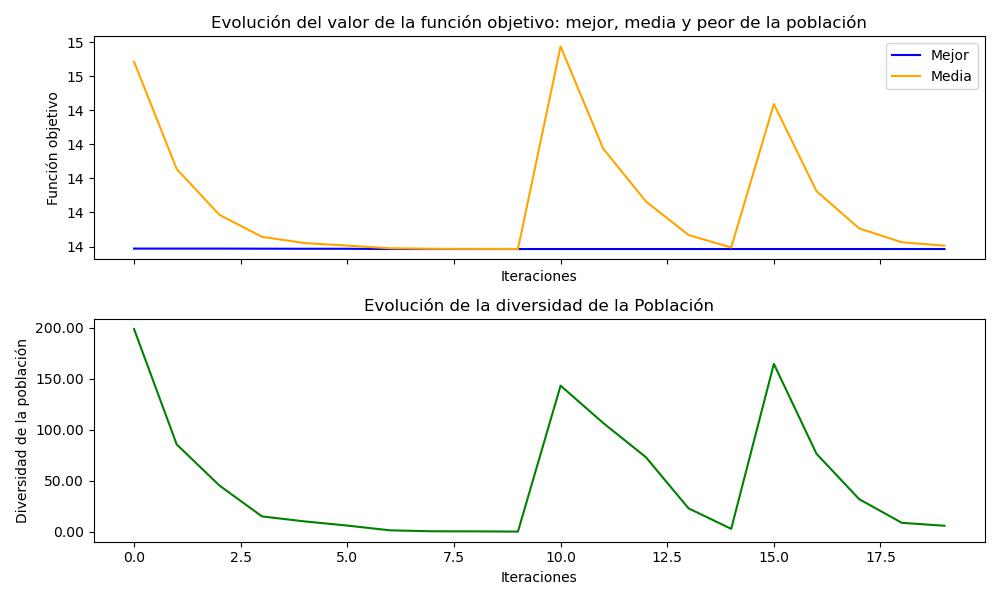 Evolución del valor de la función objetivo: mejor, media y peor de la población
15
15
14
14
14
14
14
Función objetivo
Mejor
Media
Iteraciones
Evolución de la diversidad de la Población
200.00
150.00
100.00
50.00
0.00
Diversidad de la población
0.0 2.5 5.0 7.5 10.0 12.5 15.0 17.5
Iteraciones